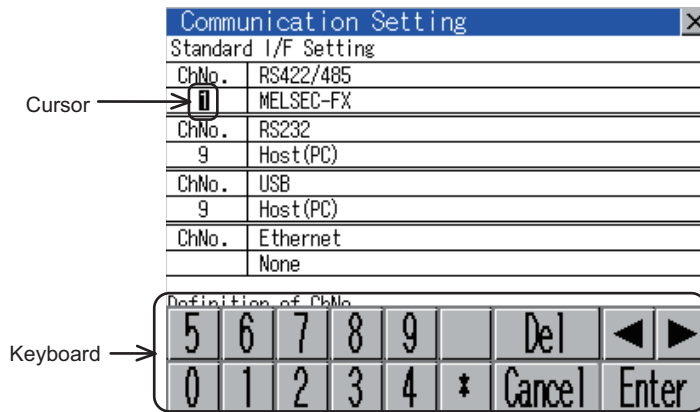 Communication Setting
Standard I/F Setting
ChNo. RS422/485
1 MELSEC-FX
ChNo. RS232
9 Host(PC)
ChNo. USB
9 Host(PC)
ChNo. Ethernet
None
Definition of ChNo
5 6 7 8 9 Del ◀ ▶
0 1 2 3 4 * Cancel Enter
Cursor
Keyboard